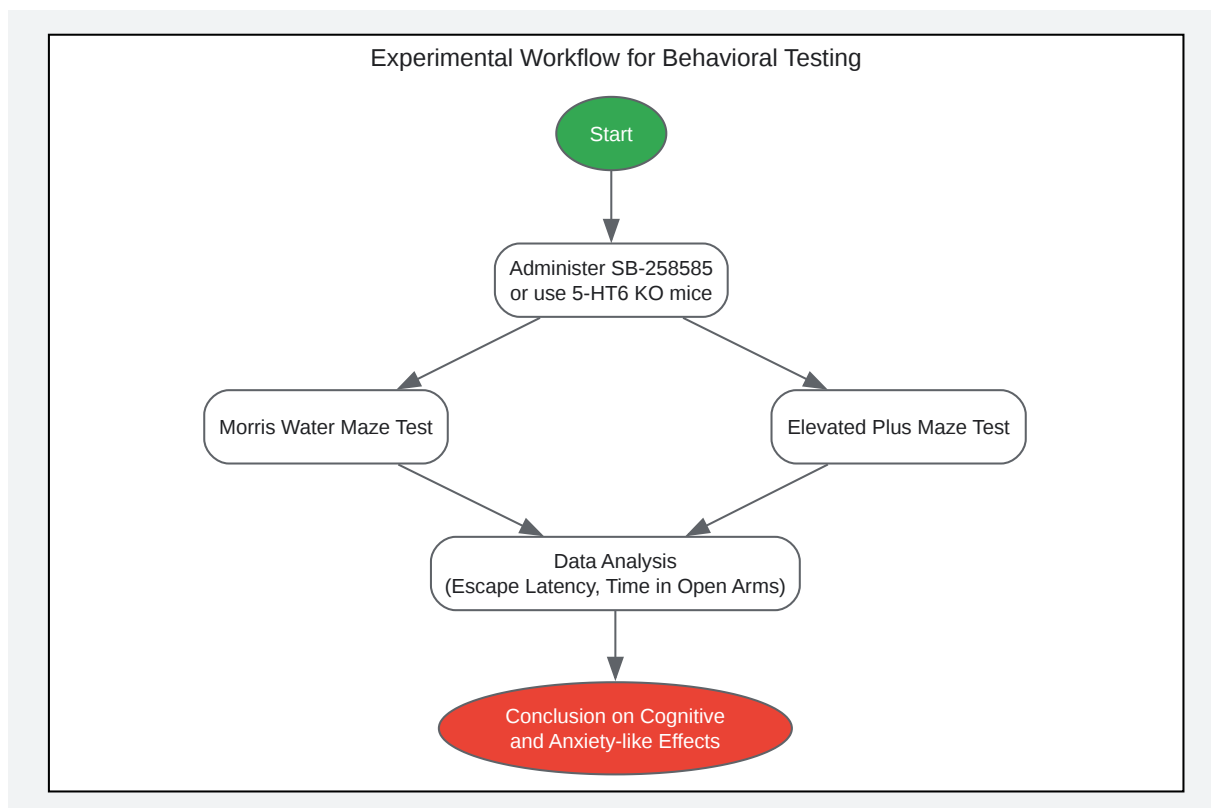 Experimental Workflow for Behavioral Testing
Start
Administer SB-258585
or use 5-HT6 KO mice
Morris Water Maze Test
Elevated Plus Maze Test
Data Analysis
(Escape Latency, Time in Open Arms)
Conclusion on Cognitive
and Anxiety-like Effects